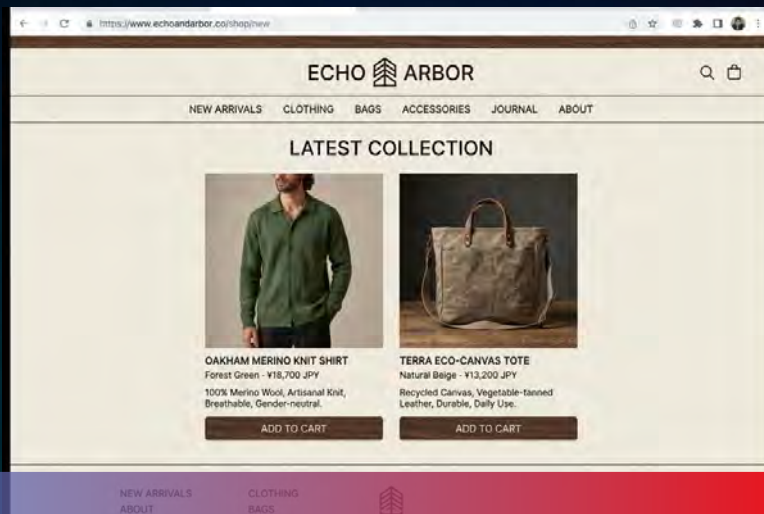 https://www.echoandarbor.co/shop/new
ECHO ARBOR
NEW ARRIVALS CLOTHING BAGS ACCESSORIES JOURNAL ABOUT
LATEST COLLECTION
OAKHAM MERINO KNIT SHIRT
Forest Green - ¥18,700 JPY
100% Merino Wool, Artisanal Knit,
Breathable, Gender-neutral.
ADD TO CART
TERRA ECO-CANVAS TOTE
Natural Beige - ¥13,200 JPY
Recycled Canvas, Vegetable-tanned
Leather, Durable, Daily Use.
ADD TO CART
NEW ARRIVALS CLOTHING
ABOUT BAGS